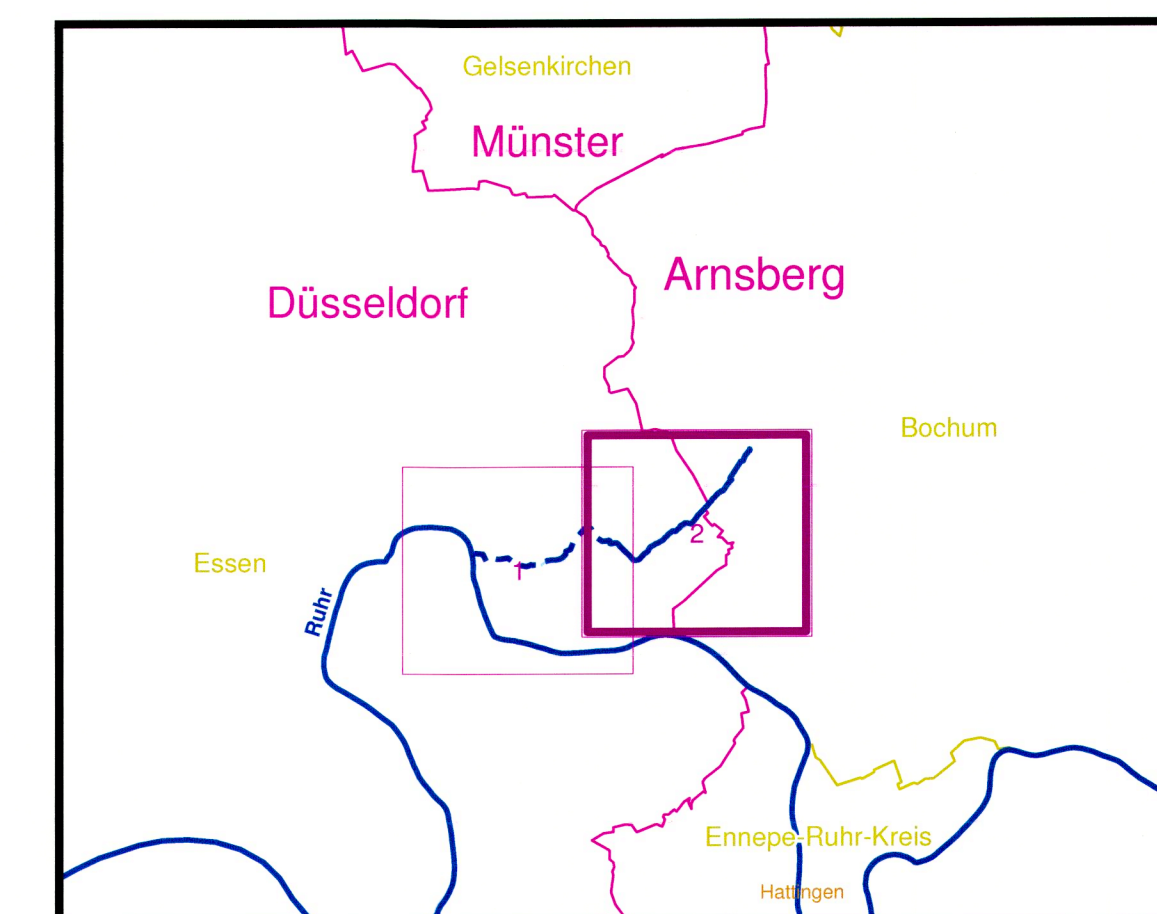 Gelsenkirchen
Münster
Arnsberg
Düsseldorf
Bochum
2
Essen
1
Ruhr
Ennepe-Ruhr-Kreis
Hattingen